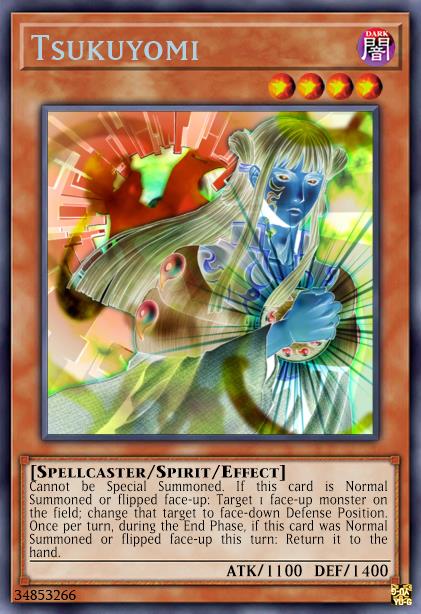 Tsukuyomi
DARK
闇
[Spellcaster/Spirit/Effect]
Cannot be Special Summoned. If this card is Normal
Summoned or flipped face-up: Target 1 face-up monster on
the field; change that target to face-down Defense Position.
Once per turn, during the End Phase, if this card was Normal
Summoned or flipped face-up this turn: Return it to the
hand.
ATK/1100 DEF/1400
34853266